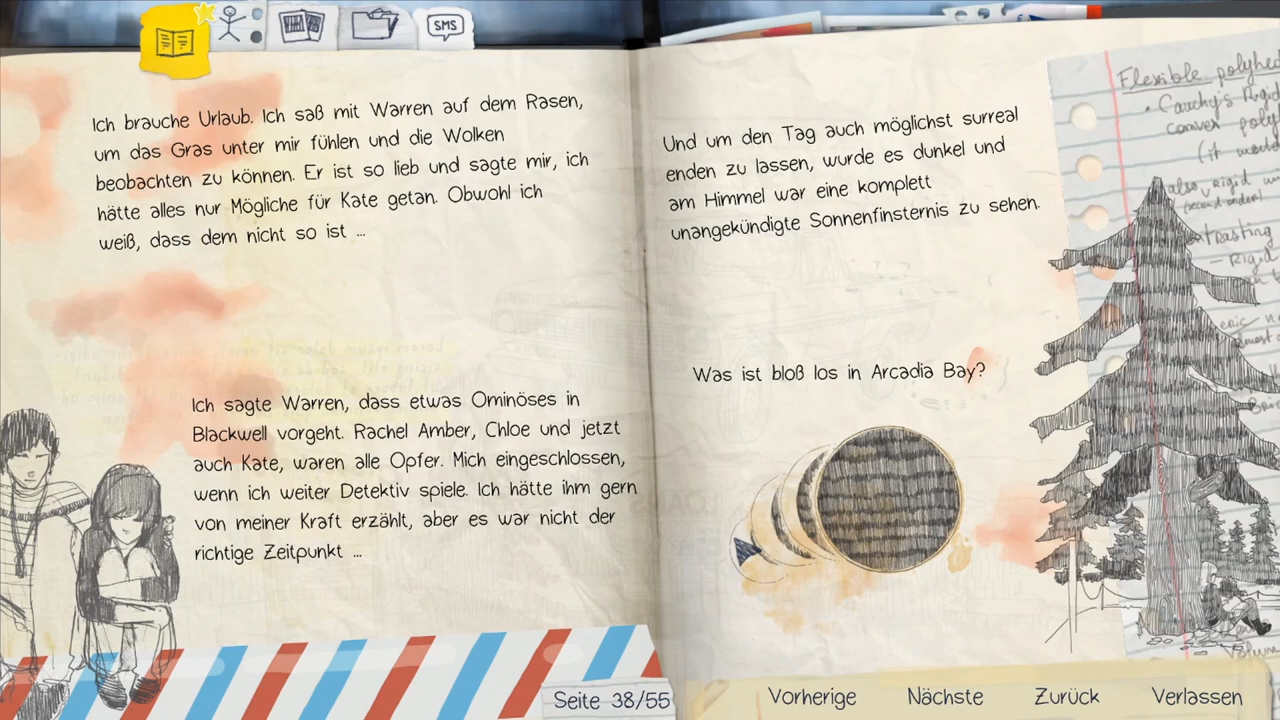 SMS
Ich brauche Urlaub. Ich saß mit Warren auf dem Rasen,
um das Gras unter mir fühlen und die Wolken
beobachten zu können. Er ist so lieb und sagte mir, ich
hätte alles nur Mögliche für Kate getan. Obwohl ich
weiß, dass dem nicht so ist ...
Ich sagte Warren, dass etwas Ominöses in
Blackwell vorgeht. Rachel Amber, Chloe und jetzt
auch Kate, waren alle Opfer. Mich eingeschlossen,
wenn ich weiter Detektiv spiele. Ich hätte ihm gern
von meiner Kraft erzählt, aber es war nicht der
richtige Zeitpunkt ...
Und um den Tag auch möglichst surreal
enden zu lassen, wurde es dunkel und
am Himmel war eine komplett
unangekündigte Sonnenfinsternis zu sehen.
Was ist bloß los in Arcadia Bay?
Flexible
Cauchy's
convex
(it would
also, Rigid
- Rigid
Seite 38/55
Vorherige
Nächste
Zurück
Verlassen